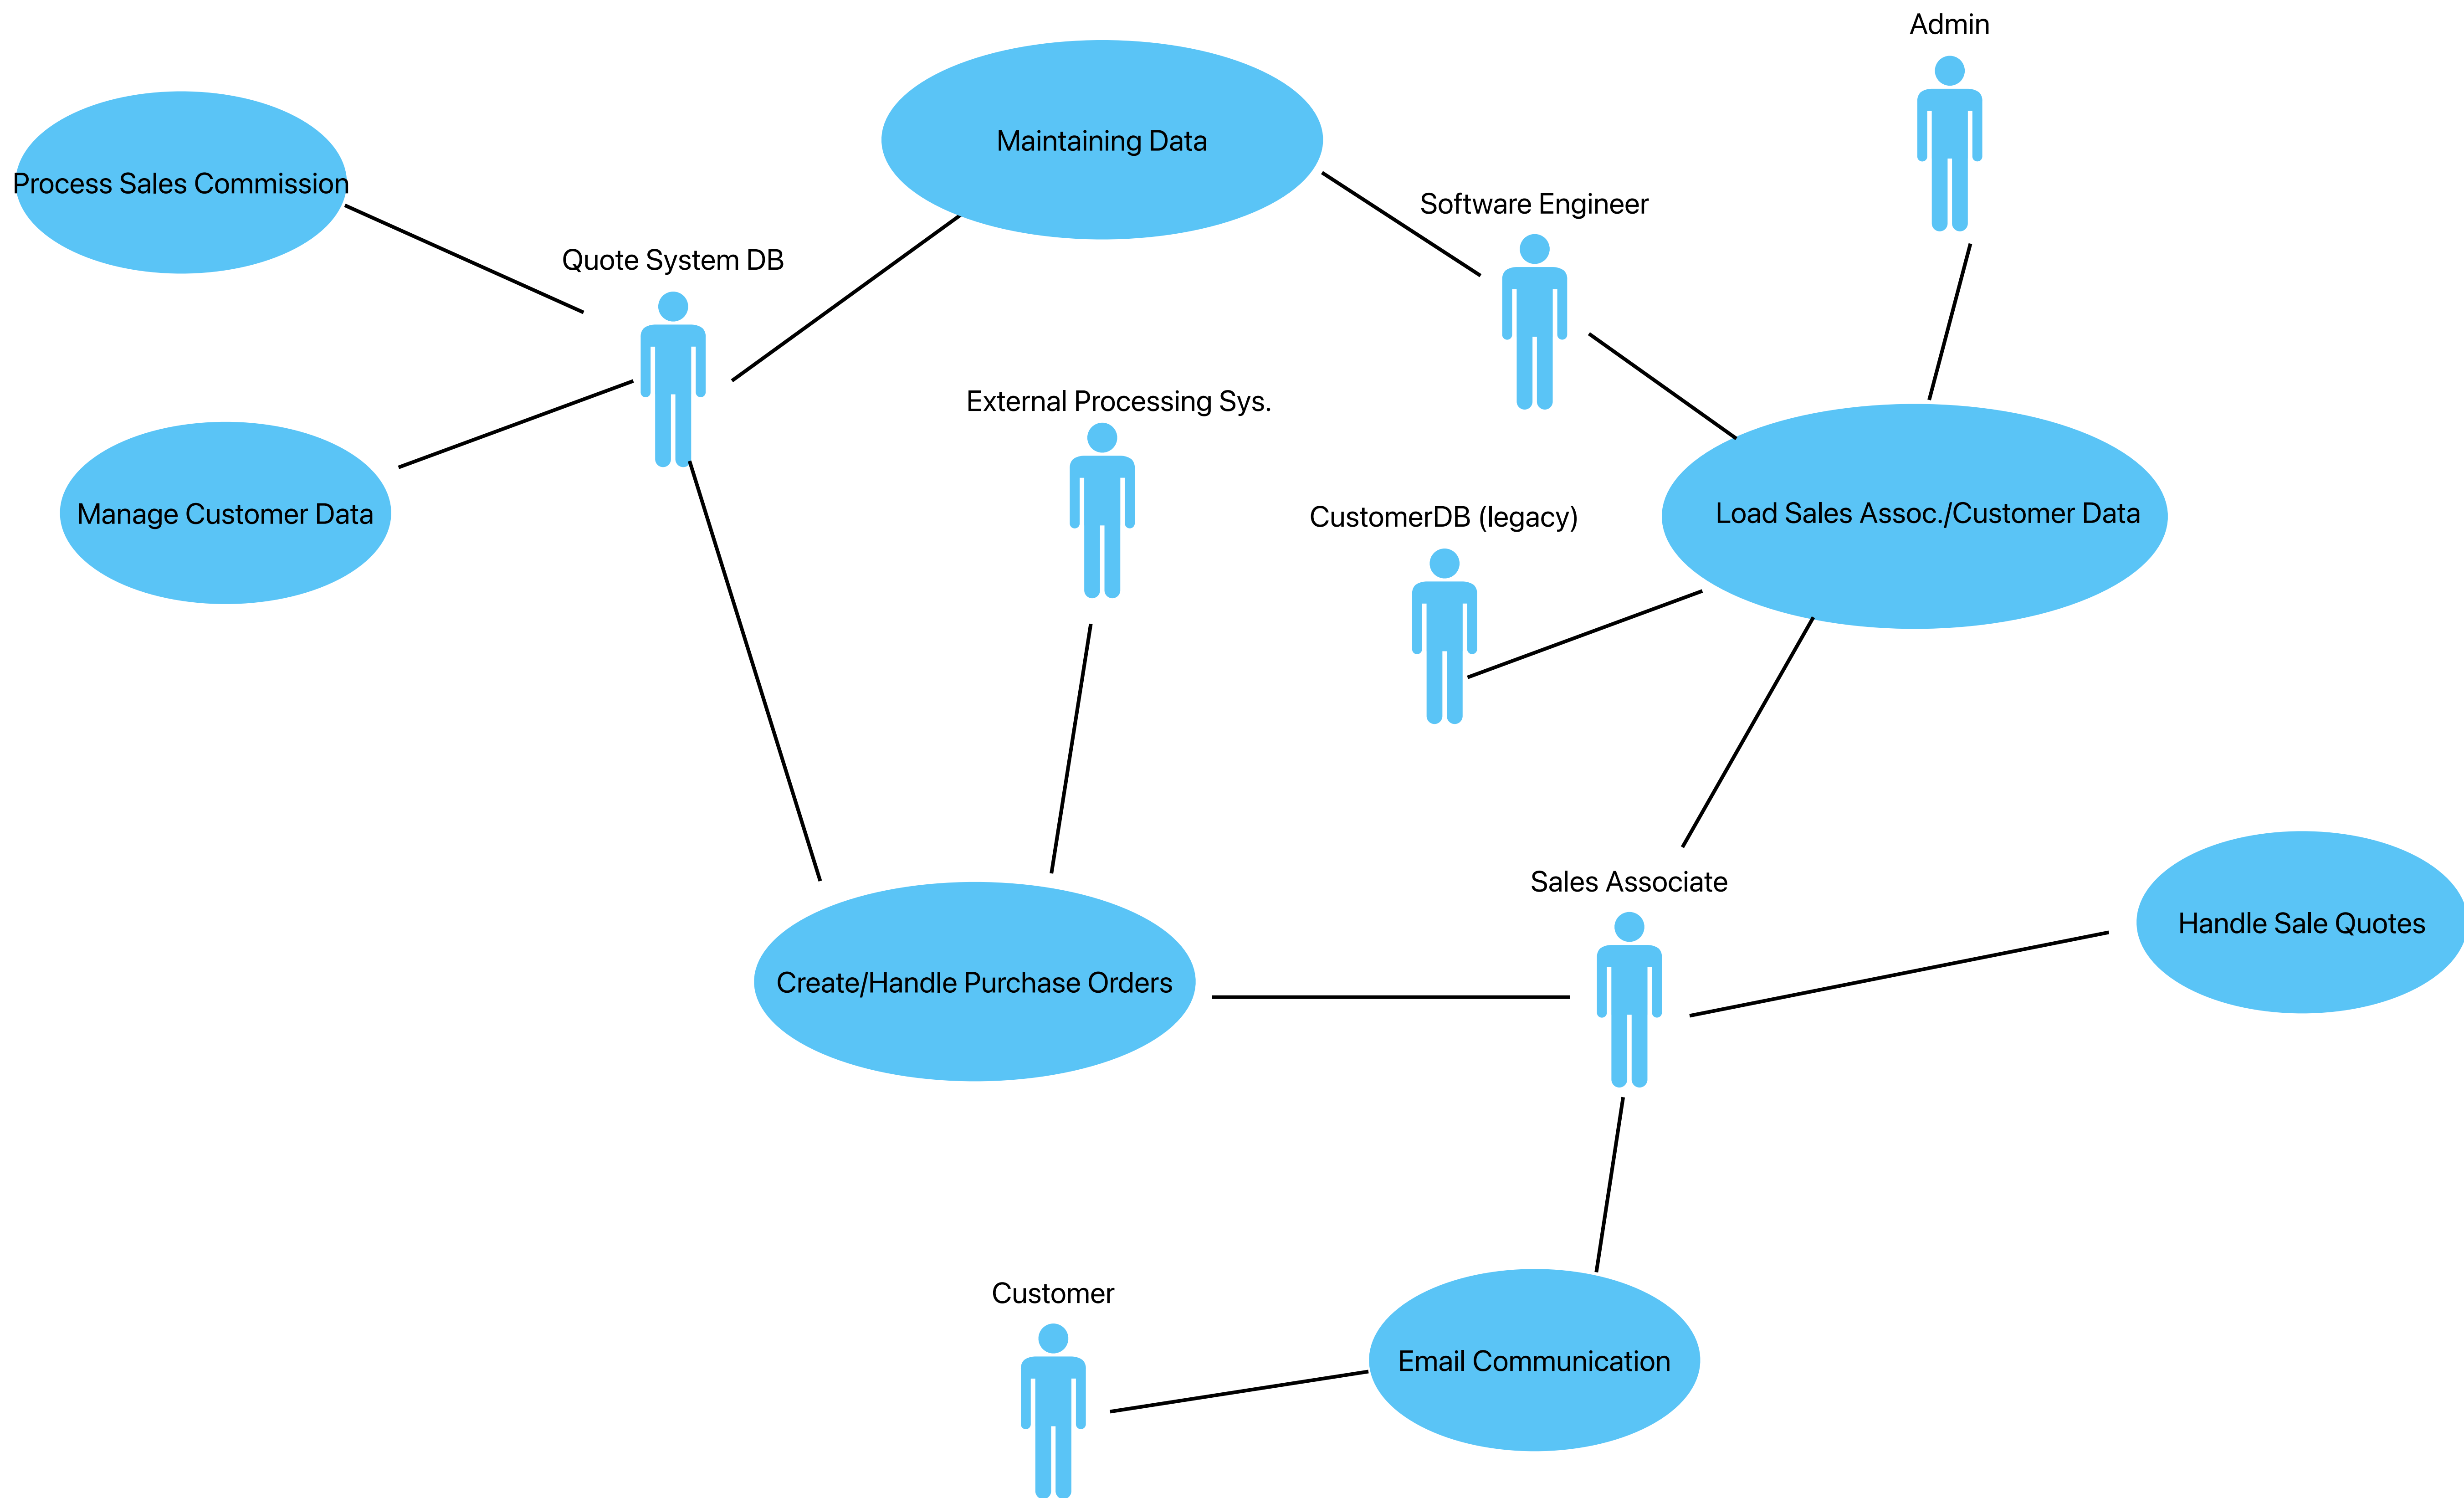 Admin
Maintaining Data
Process Sales Commission
Software Engineer
Quote System DB
External Processing Sys.
Manage Customer Data
CustomerDB (legacy)
Load Sales Assoc./Customer Data
Sales Associate
Handle Sale Quotes
Create/Handle Purchase Orders
Customer
Email Communication